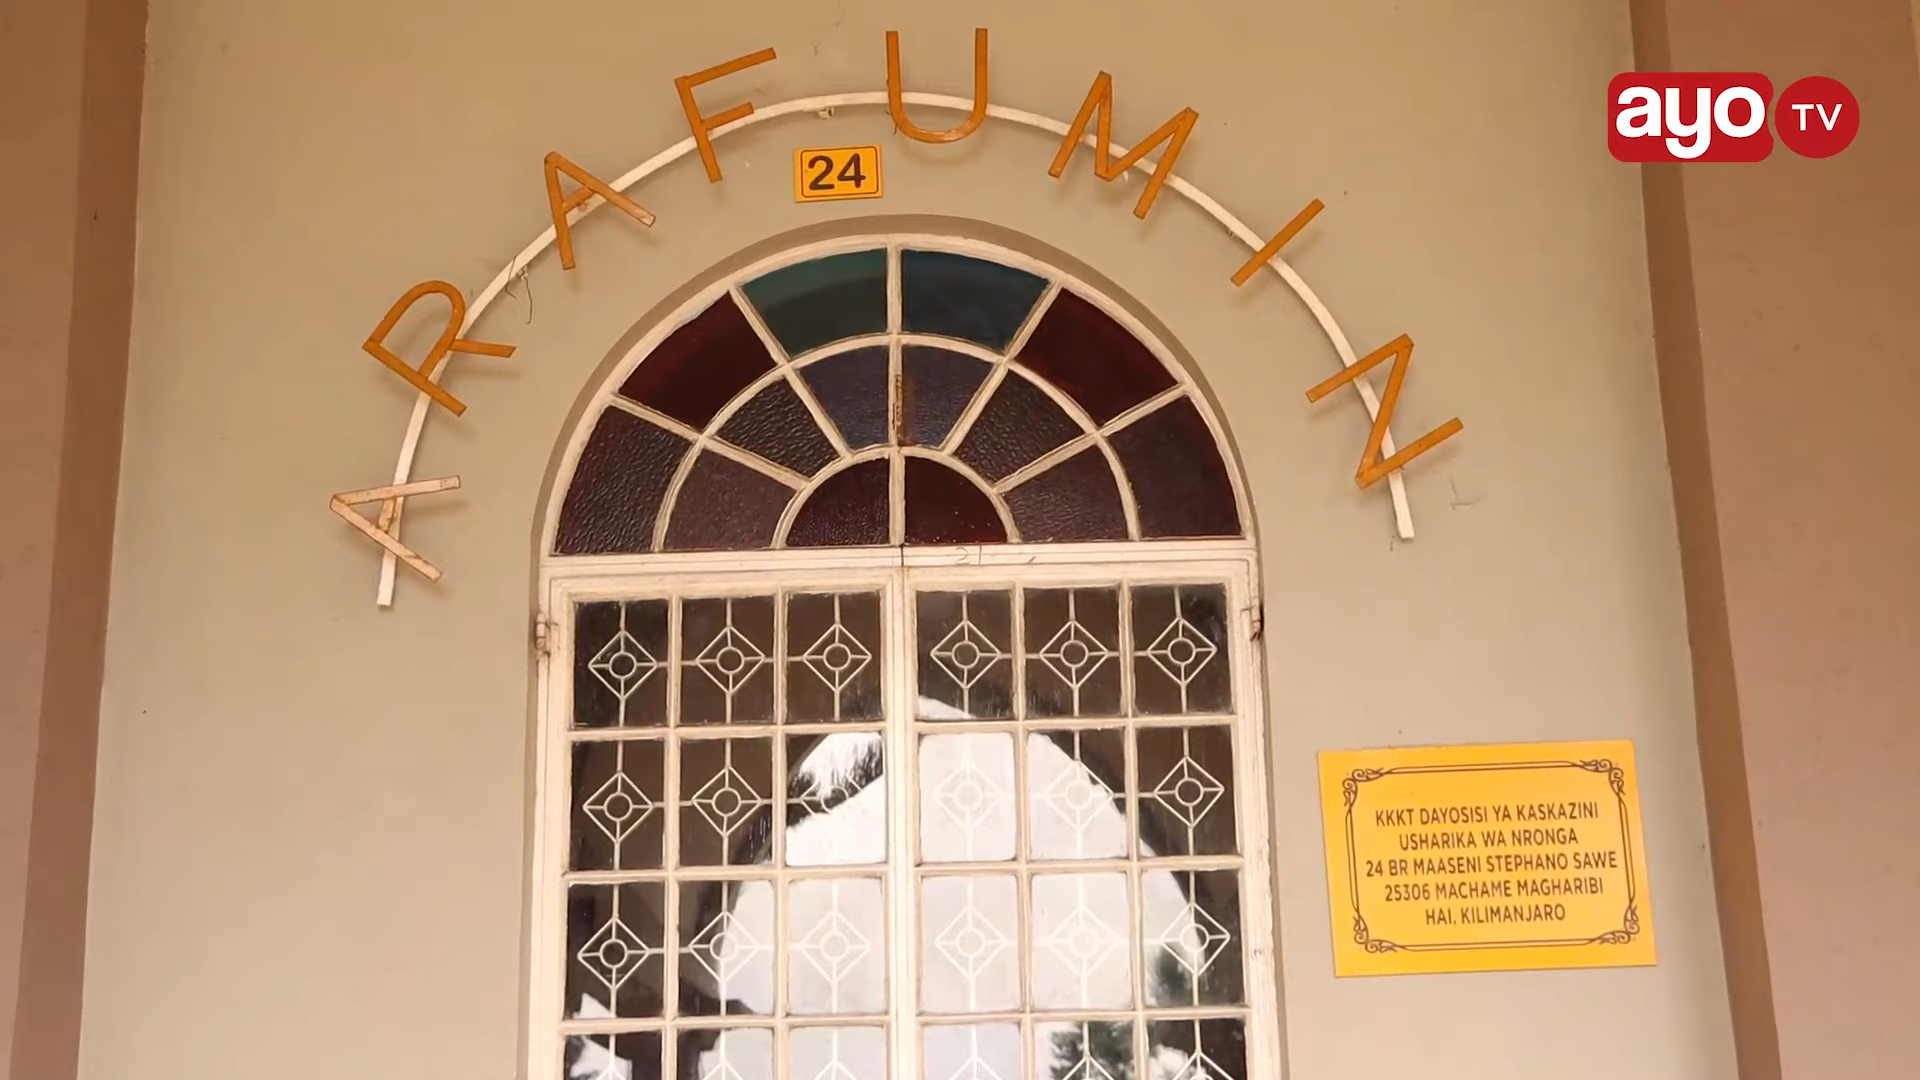 ARAFUMIN
24
ayo TV
KKKT DAYOSISI YA KASKAZINI
USHARIKA WA NRONGA
24 BR MAASENI STEPHANO SAWE
25306 MACHAME MAGHARIBI
HAI, KILIMANJARO